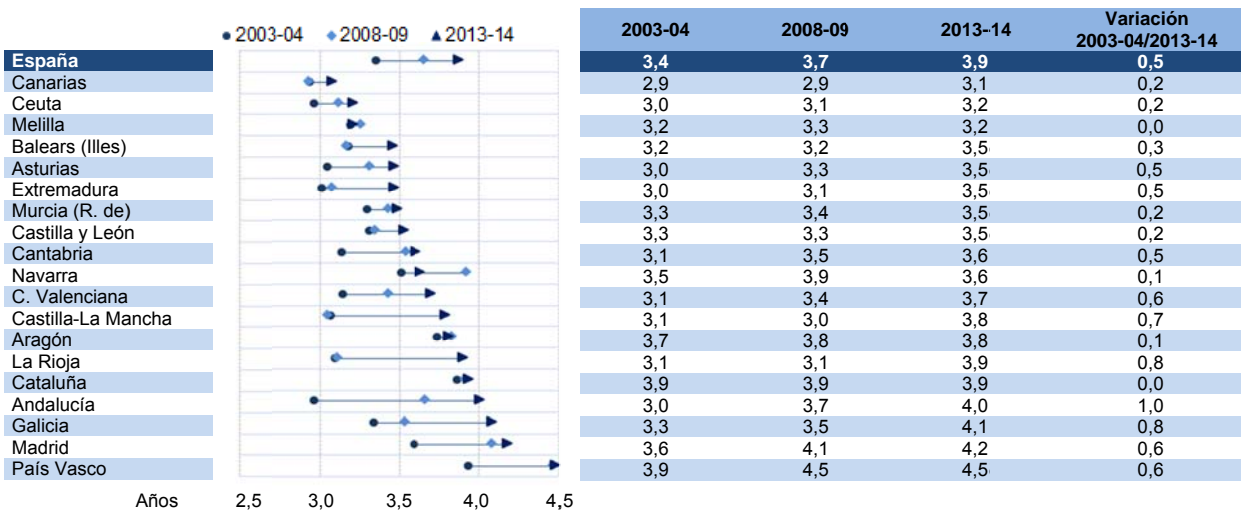 2003-04 2008-09 2013-14
2003-04 2008-09 2013-14 Variación 2003-04/2013-14
España 3,4 3,7 3,9 0,5
Canarias 2,9 2,9 3,1 0,2
Ceuta 3,0 3,1 3,2 0,2
Melilla 3,2 3,3 3,2 0,0
Balears (Illes) 3,2 3,2 3,5 0,3
Asturias 3,0 3,3 3,5 0,5
Extremadura 3,0 3,1 3,5 0,5
Murcia (R. de) 3,3 3,4 3,5 0,2
Castilla y León 3,3 3,3 3,5 0,2
Cantabria 3,1 3,5 3,6 0,5
Navarra 3,5 3,9 3,6 0,1
C. Valenciana 3,1 3,4 3,7 0,6
Castilla-La Mancha 3,1 3,0 3,8 0,7
Aragón 3,7 3,8 3,8 0,1
La Rioja 3,1 3,1 3,9 0,8
Cataluña 3,9 3,9 3,9 0,0
Andalucía 3,0 3,7 4,0 1,0
Galicia 3,3 3,5 4,1 0,8
Madrid 3,6 4,1 4,2 0,6
País Vasco 3,9 4,5 4,5 0,6
Años 2,5 3,0 3,5 4,0 4,5